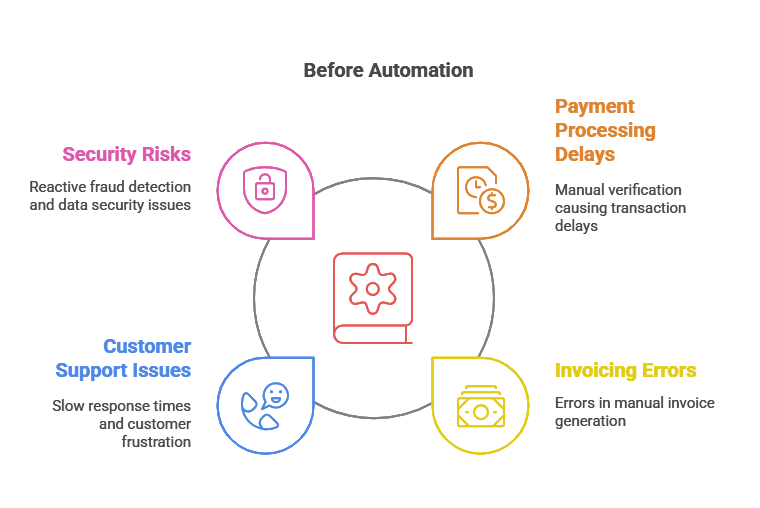 Before Automation
Security Risks
Reactive fraud detection
and data security issues
Payment
Processing
Delays
Manual verification
causing transaction
delays
Customer
Support Issues
Slow response times
and customer
frustration
Invoicing Errors
Errors in manual invoice
generation